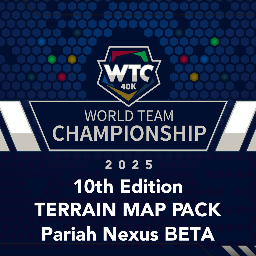 WTC
40K
WORLD TEAM
CHAMPIONSHIP
2025
10th Edition
TERRAIN MAP PACK
Pariah Nexus BETA